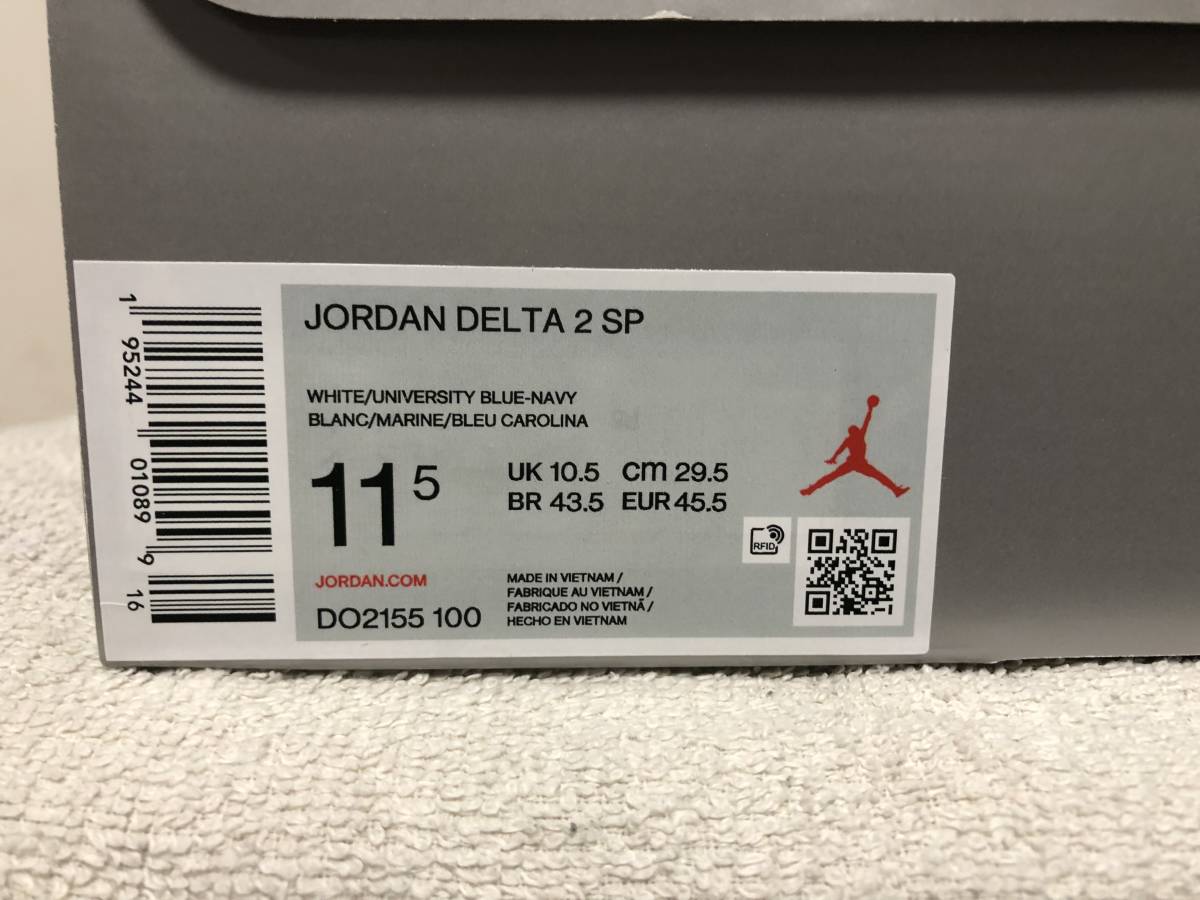 JORDAN DELTA 2 SP
WHITE/UNIVERSITY BLUE-NAVY
BLANC/MARINE/BLEU CAROLINA
11 5
UK 10.5 cm 29.5
BR 43.5 EUR 45.5
RFID
JORDAN.COM
DO2155 100
MADE IN VIETNAM /
FABRIQUE AU VIETNAM /
FABRICADO NO VIETNÃ /
HECHO EN VIETNAM
1 95244 01089 9 16